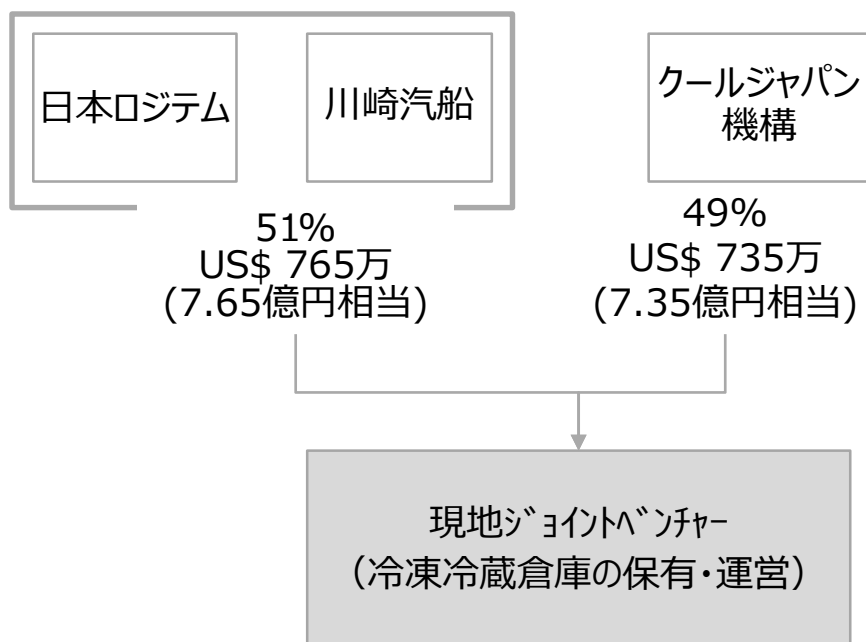 日本ロジテム
川崎汽船
クールジャパン
機構
51%
US$ 765万
(7.65億円相当)
49%
US$ 735万
(7.35億円相当)
現地ｼﾞｮｲﾝﾄﾍﾞﾝﾁｬｰ
（冷凍冷蔵倉庫の保有･運営）